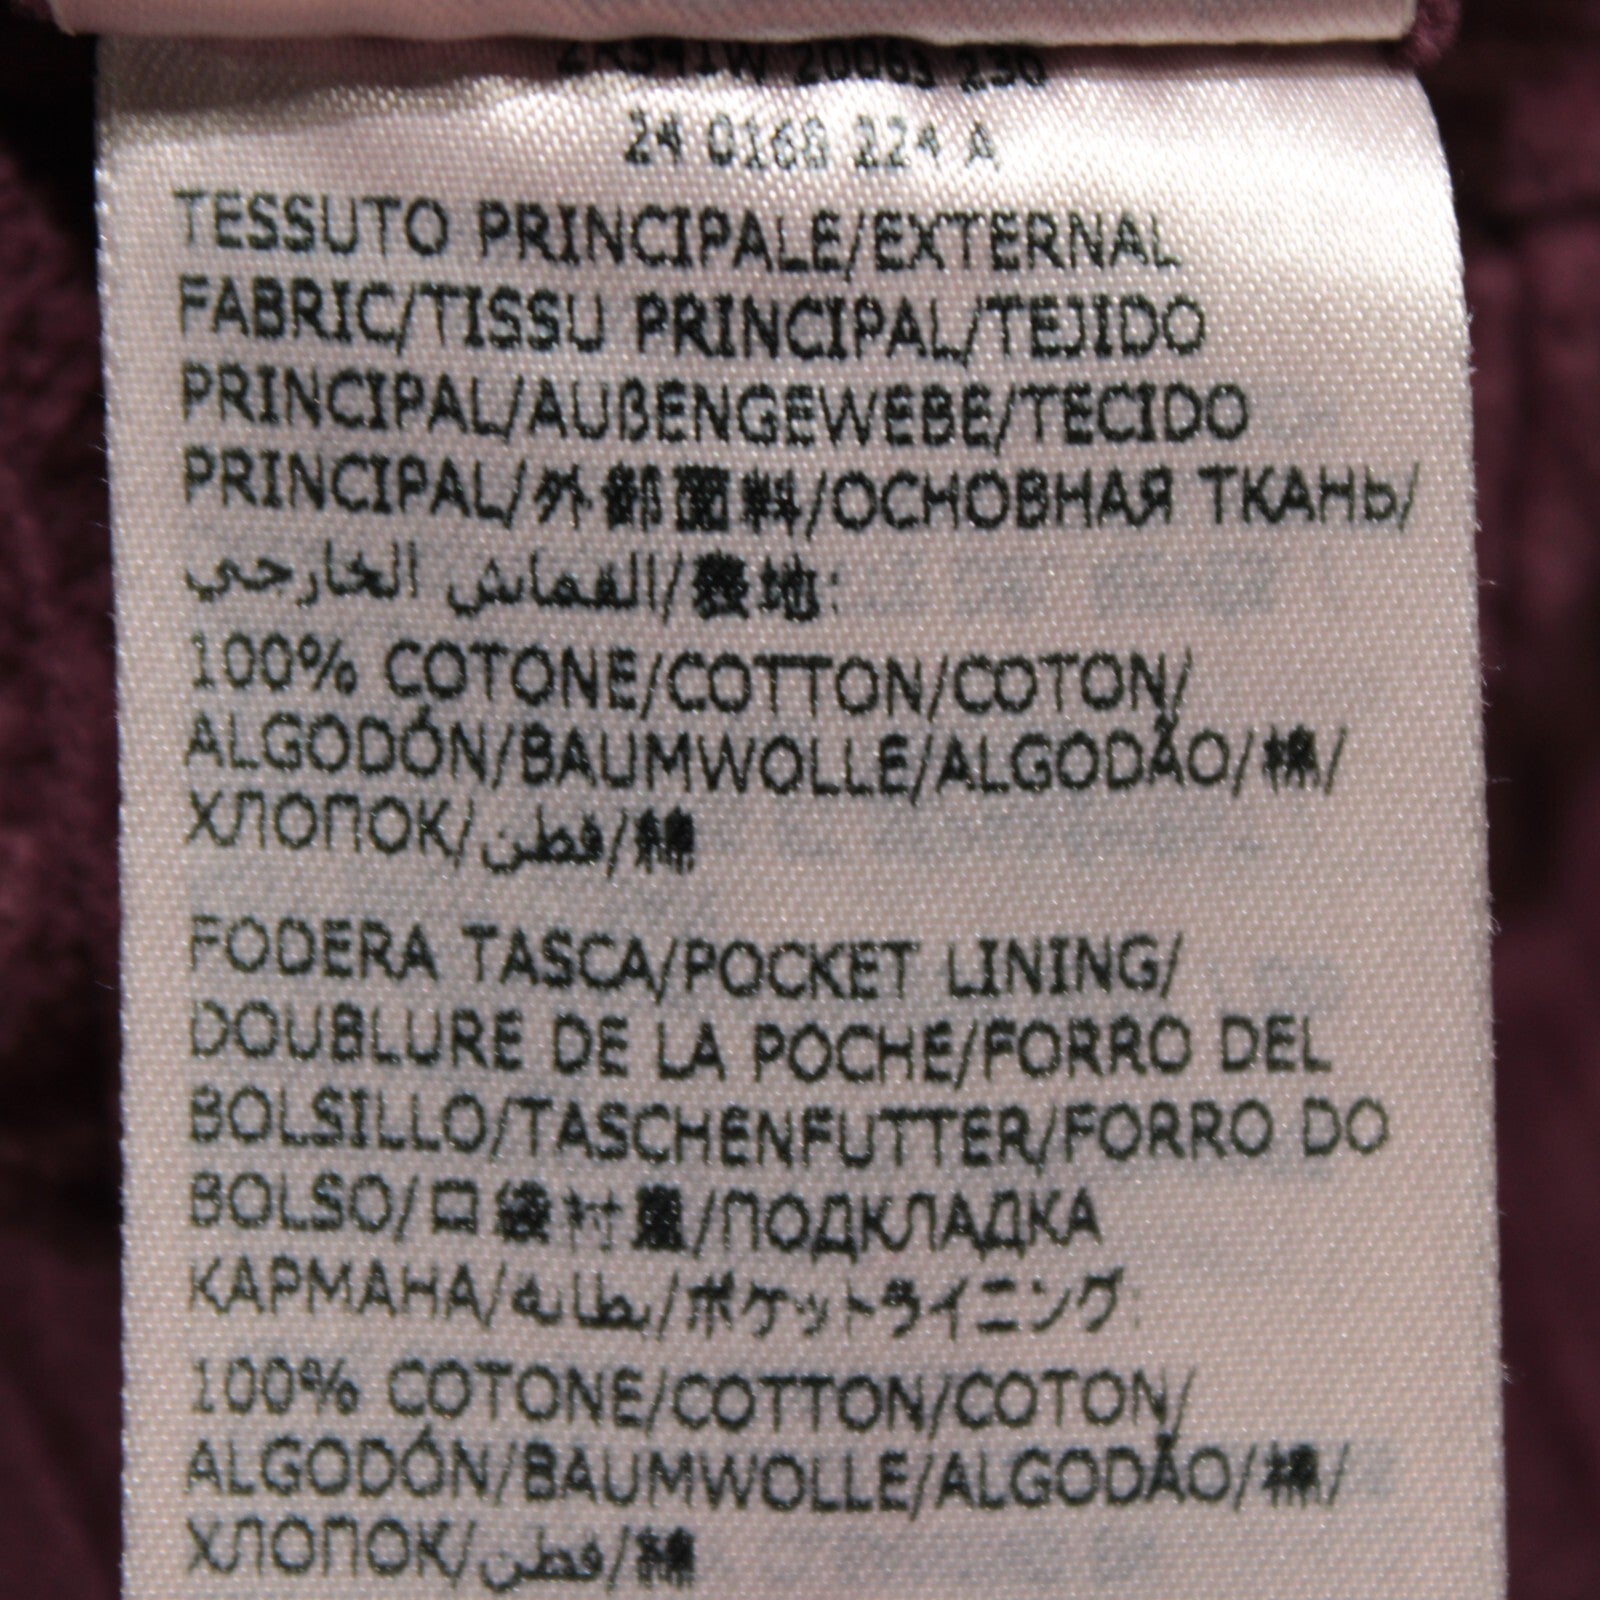 24 0168 224 A
TESSUTO PRINCIPALE/EXTERNAL
FABRIC/TISSU PRINCIPAL/TEJIDO
PRINCIPAL/AUßENGEWEBE/TECIDO
PRINCIPAL/外部面料/ОСНОВНАЯ ТКАНЬ/
القماش الخارجي/表地:
100% COTONE/COTTON/COTON/
ALGODÓN/BAUMWOLLE/ALGODÃO/棉/
ХЛОПОК/قطن/綿
FODERA TASCA/POCKET LINING/
DOUBLURE DE LA POCHE/FORRO DEL
BOLSILLO/TASCHENFUTTER/FORRO DO
BOLSO/口袋衬里/ПОДКЛАДКА
КАРМАНА/بطانة/ポケットライニング:
100% COTONE/COTTON/COTON/
ALGODÓN/BAUMWOLLE/ALGODÃO/棉/
ХЛОПОК/قطن/綿